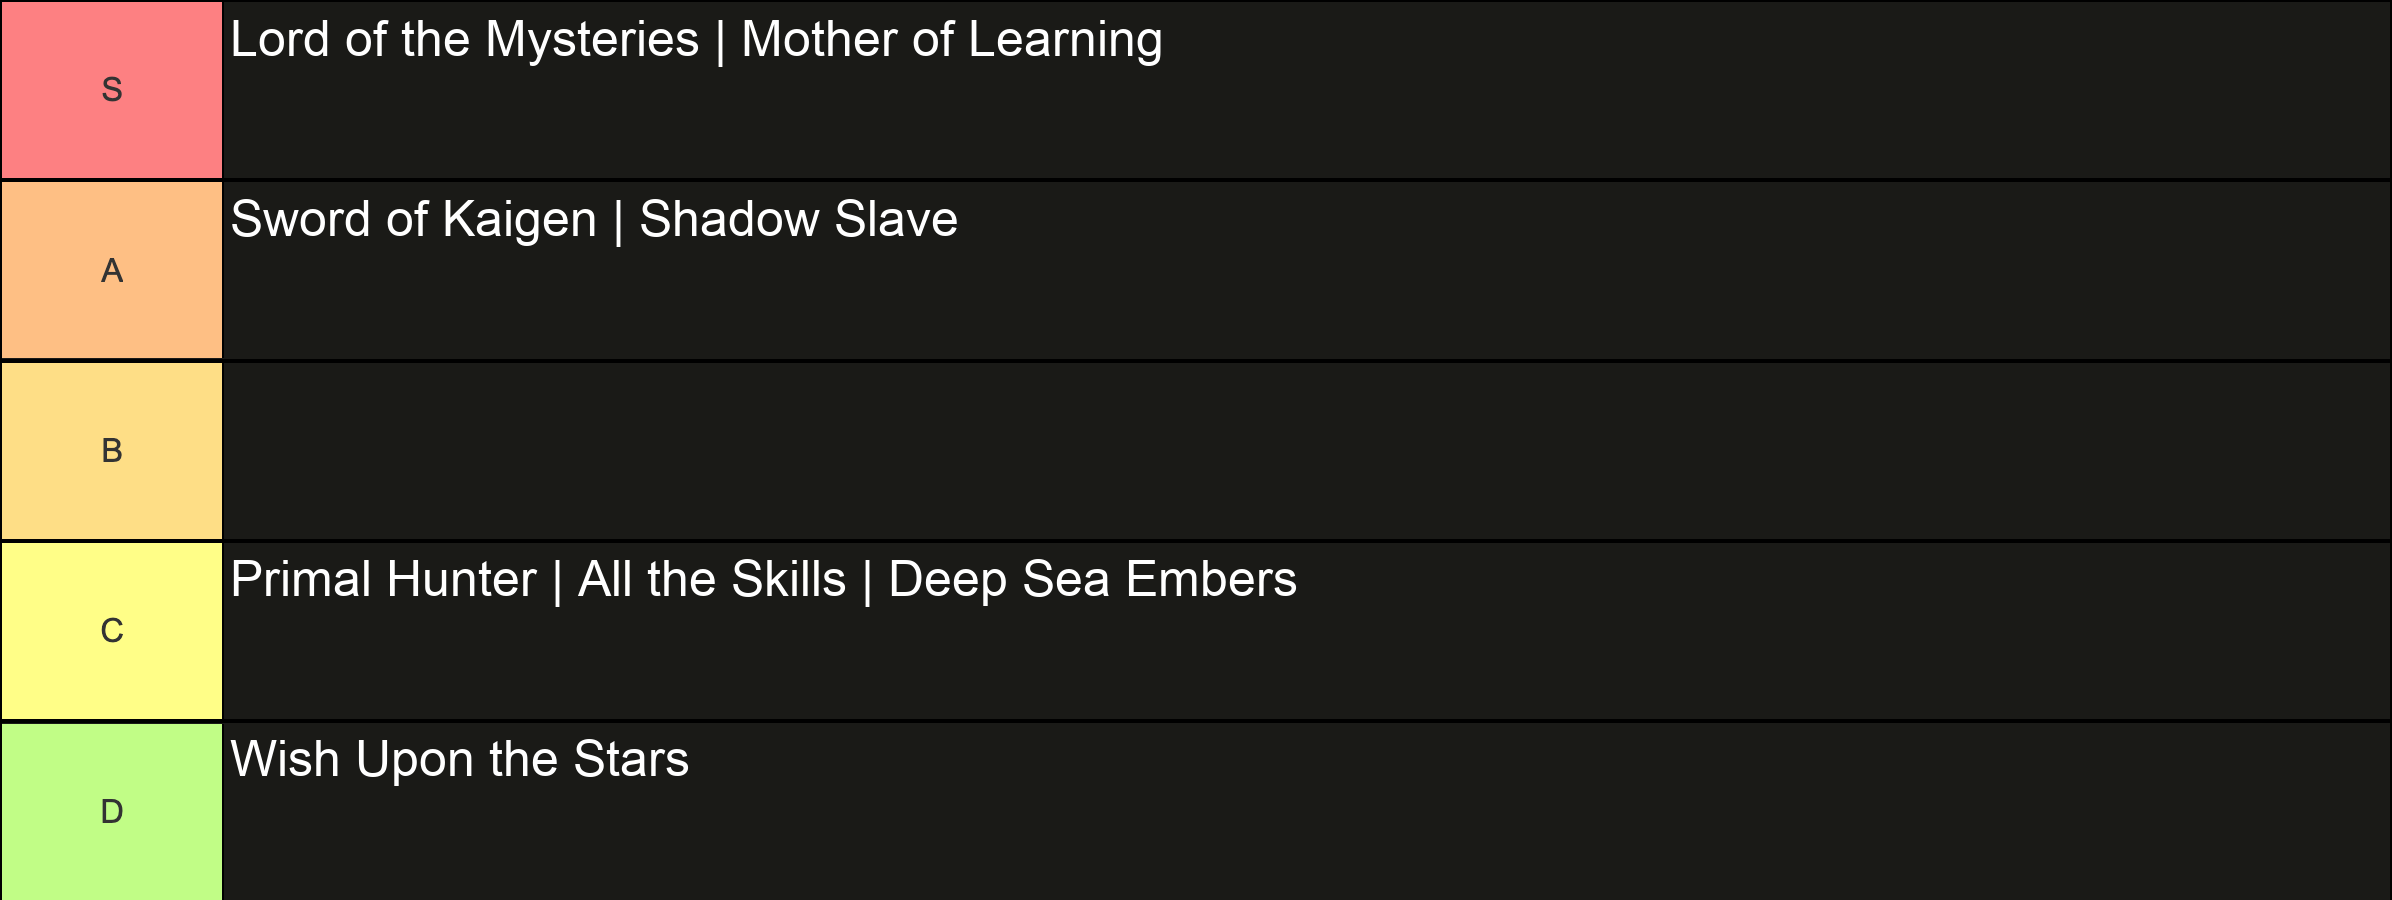 S
Lord of the Mysteries | Mother of Learning
A
Sword of Kaigen | Shadow Slave
B
C
Primal Hunter | All the Skills | Deep Sea Embers
D
Wish Upon the Stars